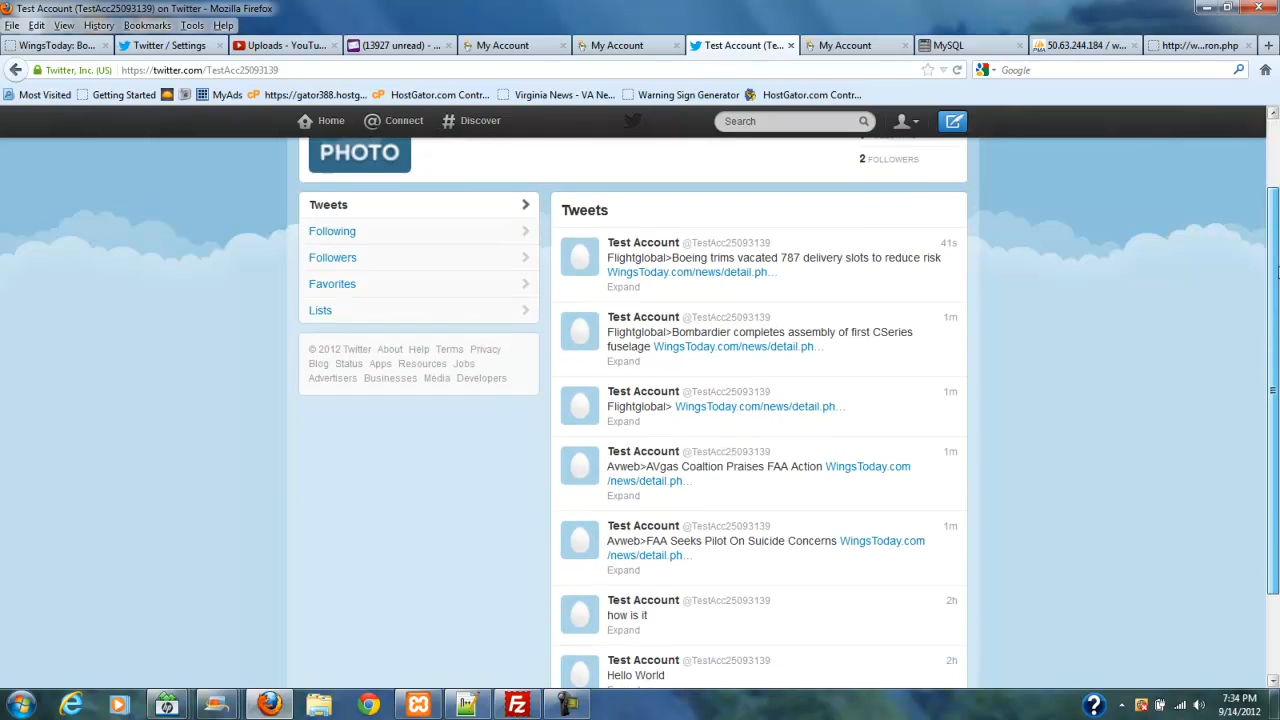 Test Account (TestAcc25093139) on Twitter - Mozilla Firefox
File Edit View History Bookmarks Tools Help
WingsToday: Bo... Twitter / Settings Uploads - YouTu... (13927 unread) - ... My Account My Account Test Account (Te... My Account MySQL 50.63.244.184 / w... http://w...ron.php
Twitter, Inc. (US) https://twitter.com/TestAcc25093139 Google
Most Visited Getting Started MyAds https://gator388.hostg... HostGator.com Contr... Virginia News - VA Ne... Warning Sign Generator HostGator.com Contr...
Home Connect Discover Search
PHOTO
2 FOLLOWERS
Tweets
Following
Followers
Favorites
Lists
© 2012 Twitter About Help Terms Privacy
Blog Status Apps Resources Jobs
Advertisers Businesses Media Developers
Tweets
Test Account @TestAcc25093139 41s
Flightglobal>Boeing trims vacated 787 delivery slots to reduce risk
WingsToday.com/news/detail.ph...
Expand
Test Account @TestAcc25093139 1m
Flightglobal>Bombardier completes assembly of first CSeries
fuselage WingsToday.com/news/detail.ph...
Expand
Test Account @TestAcc25093139 1m
Flightglobal> WingsToday.com/news/detail.ph...
Expand
Test Account @TestAcc25093139 1m
Avweb>AVgas Coaltion Praises FAA Action WingsToday.com
/news/detail.ph...
Expand
Test Account @TestAcc25093139 1m
Avweb>FAA Seeks Pilot On Suicide Concerns WingsToday.com
/news/detail.ph...
Expand
Test Account @TestAcc25093139 2h
how is it
Expand
Test Account @TestAcc25093139 2h
Hello World
7:34 PM
9/14/2012